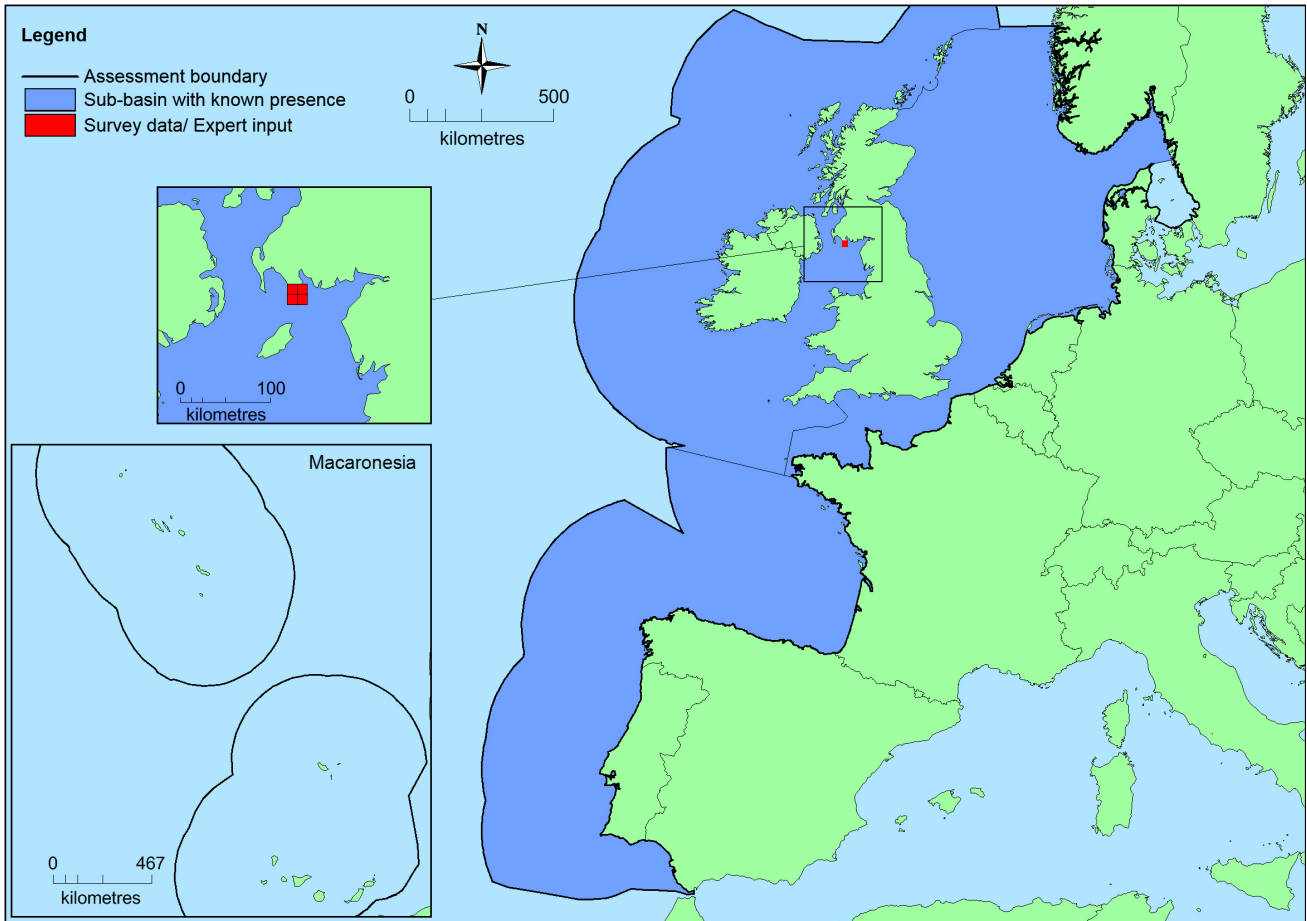 Legend
Assessment boundary
Sub-basin with known presence
Survey data/ Expert input
N
0 500
kilometres
0 100
kilometres
Macaronesia
0 467
kilometres